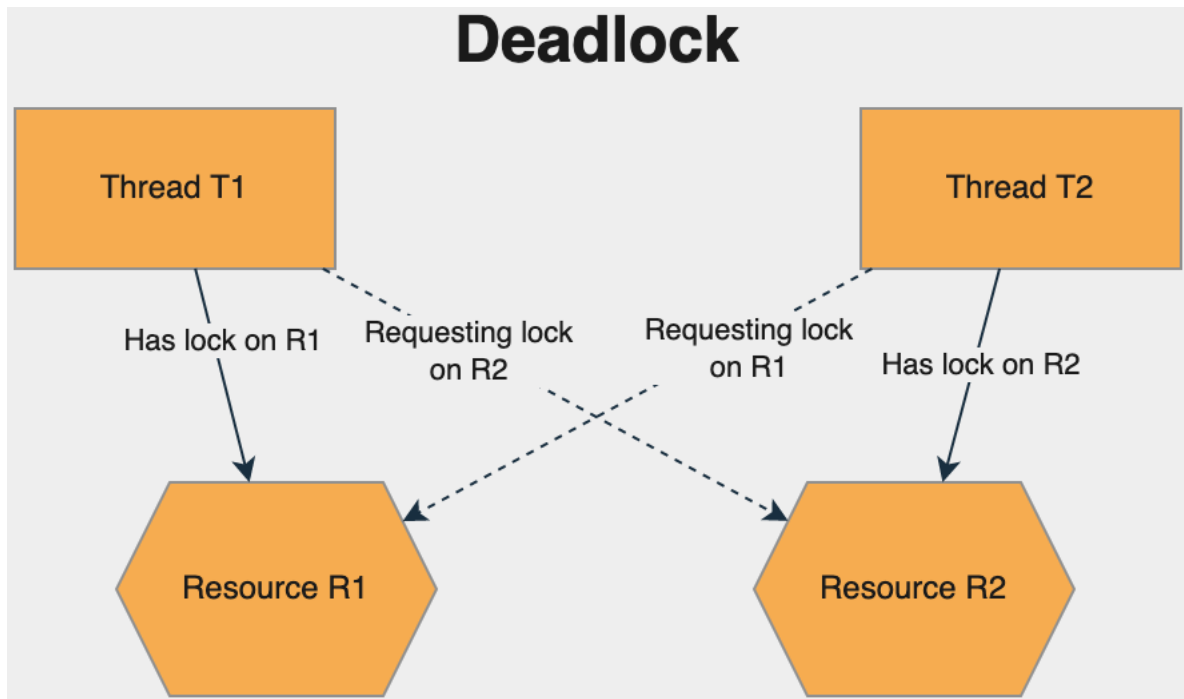 Deadlock
Thread T1
Thread T2
Has lock on R1
Requesting lock
on R2
Requesting lock
on R1
Has lock on R2
Resource R1
Resource R2